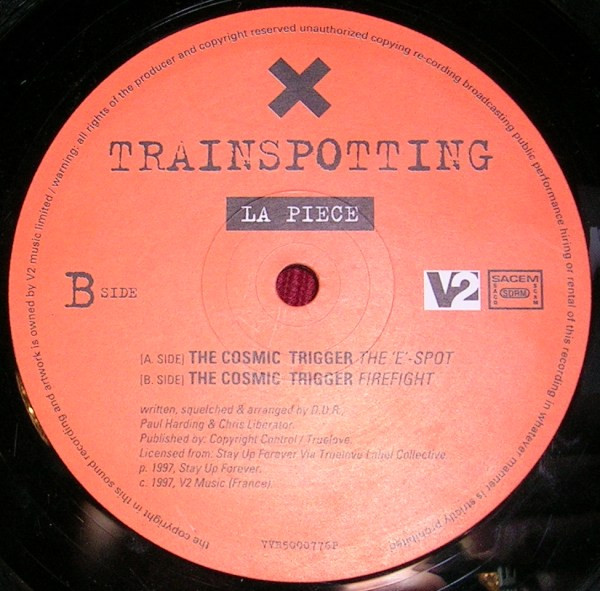 the copyright in this sound recording and artwork is owned by V2 music limited / warning: all rights of the producer and copyright reserved unauthorized copying re-cording broadcasting public performance hiring or rental of this recording in whatever manner is strictly prohibited
TRAINSPOTTING
LA PIECE
B SIDE
V2
SACEM
SACD SDRM SCAM
[A. SIDE] THE COSMIC TRIGGER THE 'E'-SPOT
[B. SIDE] THE COSMIC TRIGGER FIREFIGHT
written, squelched & arranged by D.D.R.,
Paul Harding & Chris Liberator.
Published by: Copyright Control / Truelove.
Licensed from: Stay Up Forever Via Truelove Label Collective
p. 1997, Stay Up Forever.
c. 1997, V2 Music (France).
VVR5000776P